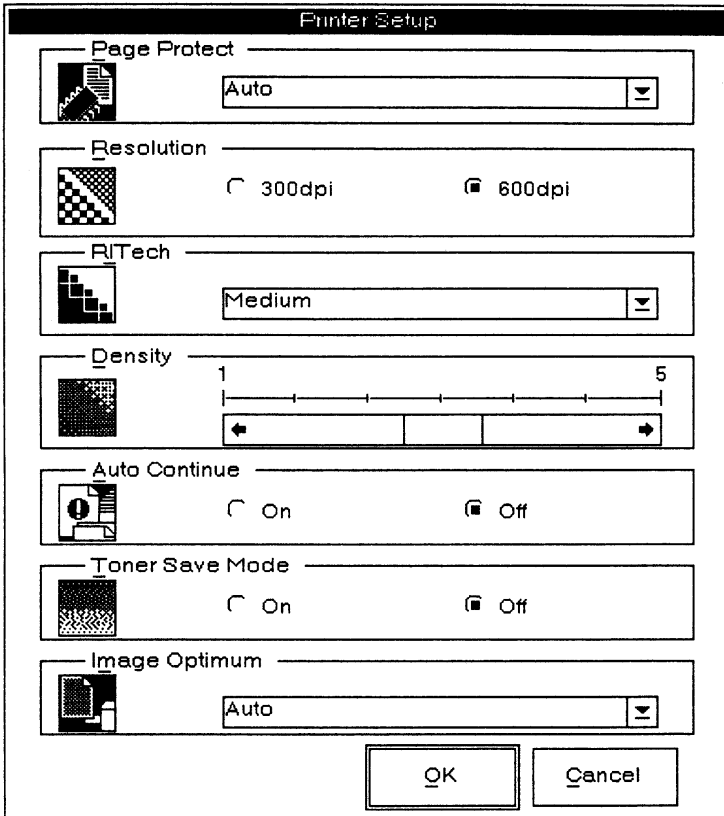 Printer Setup
Page Protect
Auto
Resolution
300dpi 600dpi
RITech
Medium
Density
1 5
Auto Continue
On Off
Toner Save Mode
On Off
Image Optimum
Auto
OK Cancel